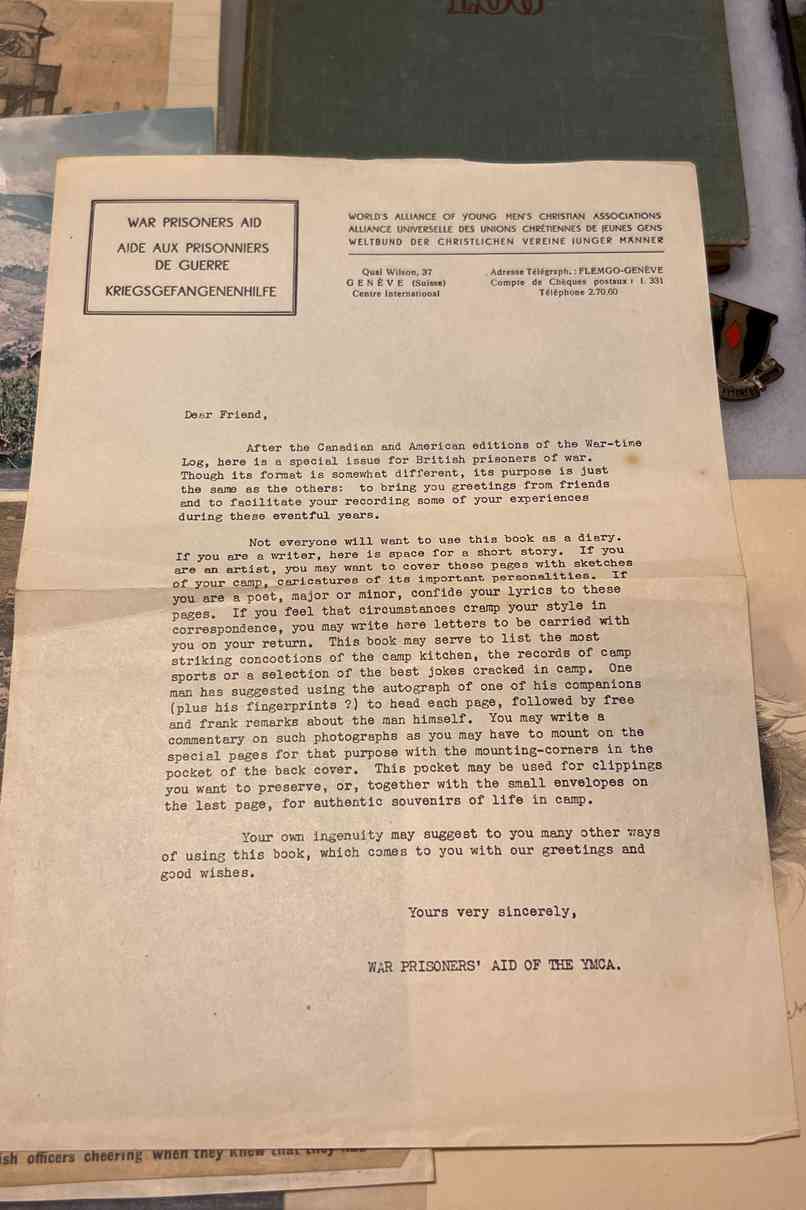 LOG
WAR PRISONERS AID
AIDE AUX PRISONNIERS
DE GUERRE
KRIEGSGEFANGENENHILFE
WORLD'S ALLIANCE OF YOUNG MEN'S CHRISTIAN ASSOCIATIONS
ALLIANCE UNIVERSELLE DES UNIONS CHRÉTIENNES DE JEUNES GENS
WELTBUND DER CHRISTLICHEN VEREINE JUNGER MÄNNER
Quai Wilson, 37
GENÈVE (Suisse)
Centre International
Adresse Télégraph.: FLEMGO-GENÈVE
Compte de Chèques postaux: I. 331
Téléphone 2.70.60
Dear Friend,
After the Canadian and American editions of the War-time
Log, here is a special issue for British prisoners of war.
Though its format is somewhat different, its purpose is just
the same as the others: to bring you greetings from friends
and to facilitate your recording some of your experiences
during these eventful years.
Not everyone will want to use this book as a diary.
If you are a writer, here is space for a short story. If you
are an artist, you may want to cover these pages with sketches
of your camp, caricatures of its important personalities. If
you are a poet, major or minor, confide your lyrics to these
pages. If you feel that circumstances cramp your style in
correspondence, you may write here letters to be carried with
you on your return. This book may serve to list the most
striking concoctions of the camp kitchen, the records of camp
sports or a selection of the best jokes cracked in camp. One
man has suggested using the autograph of one of his companions
(plus his fingerprints ?) to head each page, followed by free
and frank remarks about the man himself. You may write a
commentary on such photographs as you may have to mount on the
special pages for that purpose with the mounting-corners in the
pocket of the back cover. This pocket may be used for clippings
you want to preserve, or, together with the small envelopes on
the last page, for authentic souvenirs of life in camp.
Your own ingenuity may suggest to you many other ways
of using this book, which comes to you with our greetings and
good wishes.
Yours very sincerely,
WAR PRISONERS' AID OF THE YMCA.
officers cheering when they knew that they